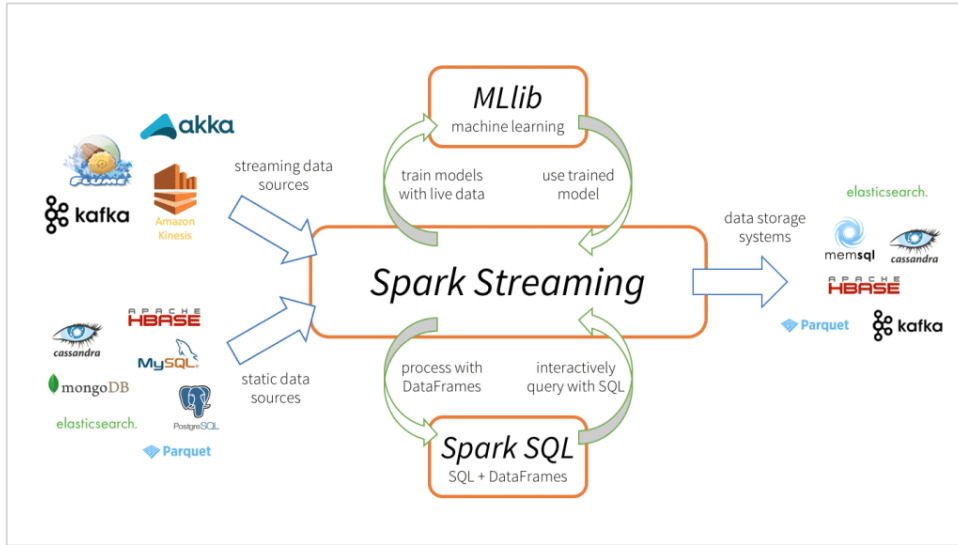 MLlib
machine learning
akka
FLUME
streaming data
sources
kafka
Amazon
Kinesis
train models
with live data
use trained
model
Spark Streaming
data storage
systems
elasticsearch.
memsql
cassandra
APACHE
HBASE
Parquet
kafka
APACHE
HBASE
cassandra
MySQL®
mongoDB
static data
sources
elasticsearch.
PostgreSQL
Parquet
process with
DataFrames
interactively
query with SQL
Spark SQL
SQL + DataFrames